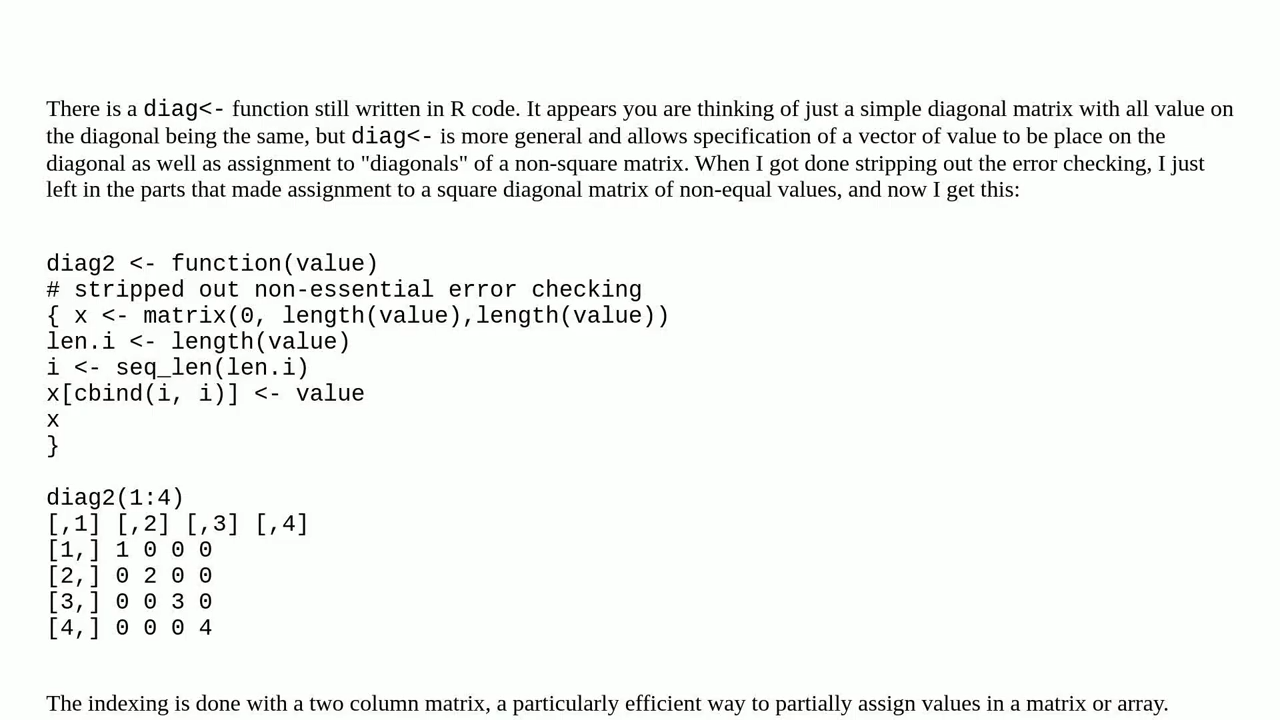 There is a diag<- function still written in R code. It appears you are thinking of just a simple diagonal matrix with all value on
the diagonal being the same, but diag<- is more general and allows specification of a vector of value to be place on the
diagonal as well as assignment to "diagonals" of a non-square matrix. When I got done stripping out the error checking, I just
left in the parts that made assignment to a square diagonal matrix of non-equal values, and now I get this:
diag2 <- function(value)
# stripped out non-essential error checking
{ x <- matrix(0, length(value),length(value))
len.i <- length(value)
i <- seq_len(len.i)
x[cbind(i, i)] <- value
x
}
diag2(1:4)
[,1] [,2] [,3] [,4]
[1,] 1 0 0 0
[2,] 0 2 0 0
[3,] 0 0 3 0
[4,] 0 0 0 4
The indexing is done with a two column matrix, a particularly efficient way to partially assign values in a matrix or array.